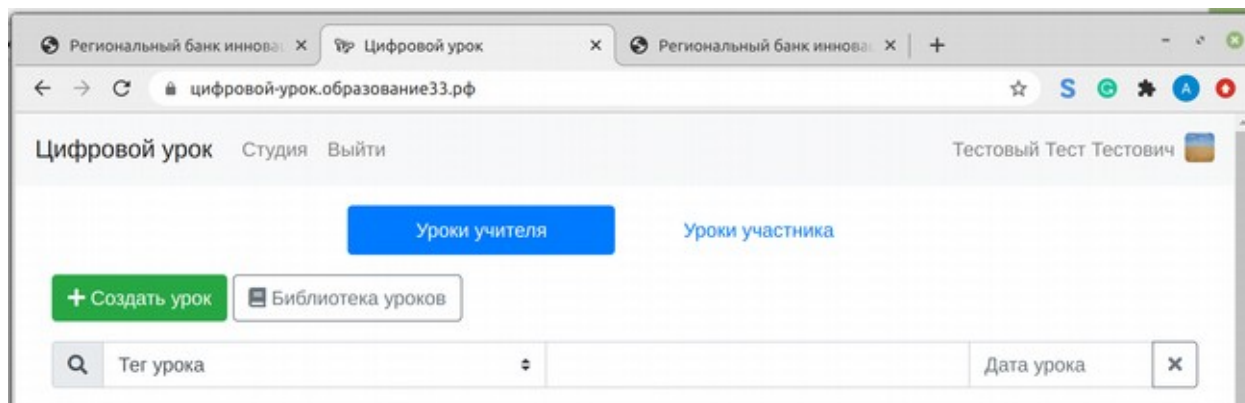 Региональный банк иннова Цифровой урок Региональный банк иннова
цифровой-урок.образование33.рф S G A
Цифровой урок Студия Выйти Тестовый Тест Тестович
Уроки учителя Уроки участника
Создать урок Библиотека уроков
Тег урока Дата урока